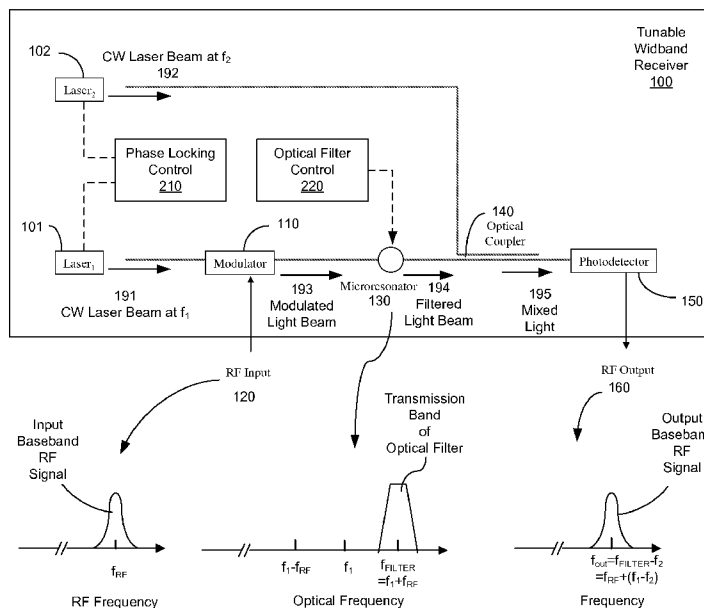 Tunable
Widband
Receiver
100
102
CW Laser Beam at f2
192
Laser2
Phase Locking
Control
210
Optical Filter
Control
220
101
110
140
Optical
Coupler
Laser1
Modulator
Photodetector
150
191
CW Laser Beam at f1
193
Modulated
Light Beam
Microresonator
130
194
Filtered
Light Beam
195
Mixed
Light
RF Input
120
RF Output
160
Input
Baseband
RF
Signal
Transmission
Band
of
Optical Filter
Output
Baseband
RF
Signal
fRF
f1-fRF
f1
fFILTER
=f1+fRF
fout=fFILTER-f2
=fRF+(f1-f2)
RF Frequency
Optical Frequency
Frequency